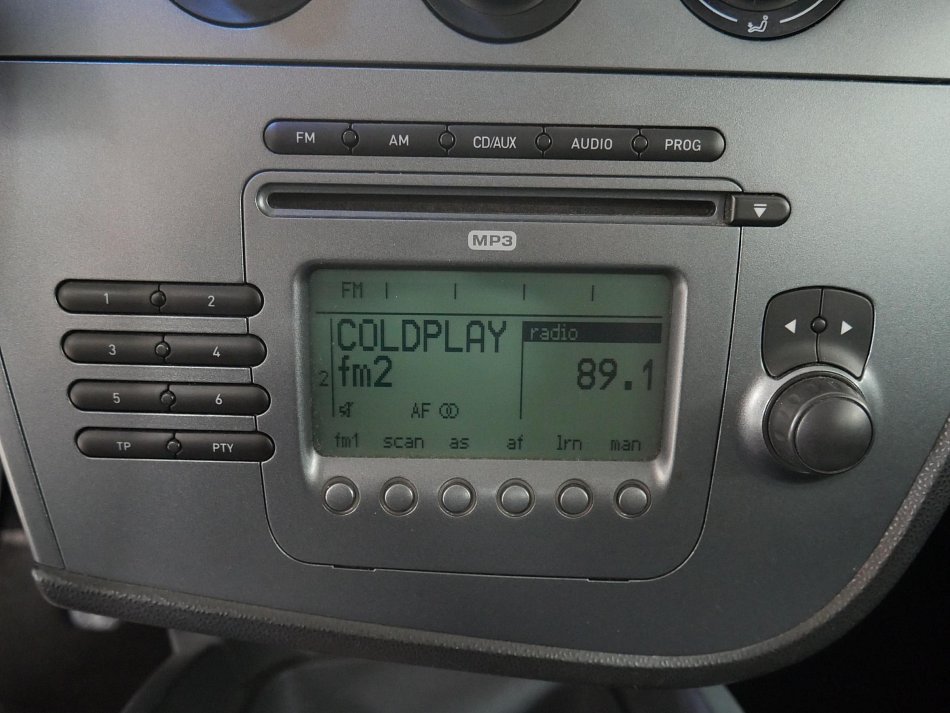 FM AM CD/AUX AUDIO PROG
MP3
1 2
3 4
5 6
TP PTY
FM
COLDPLAY
radio
2 fm2
89.1
AF
fm1 scan as af lrn man